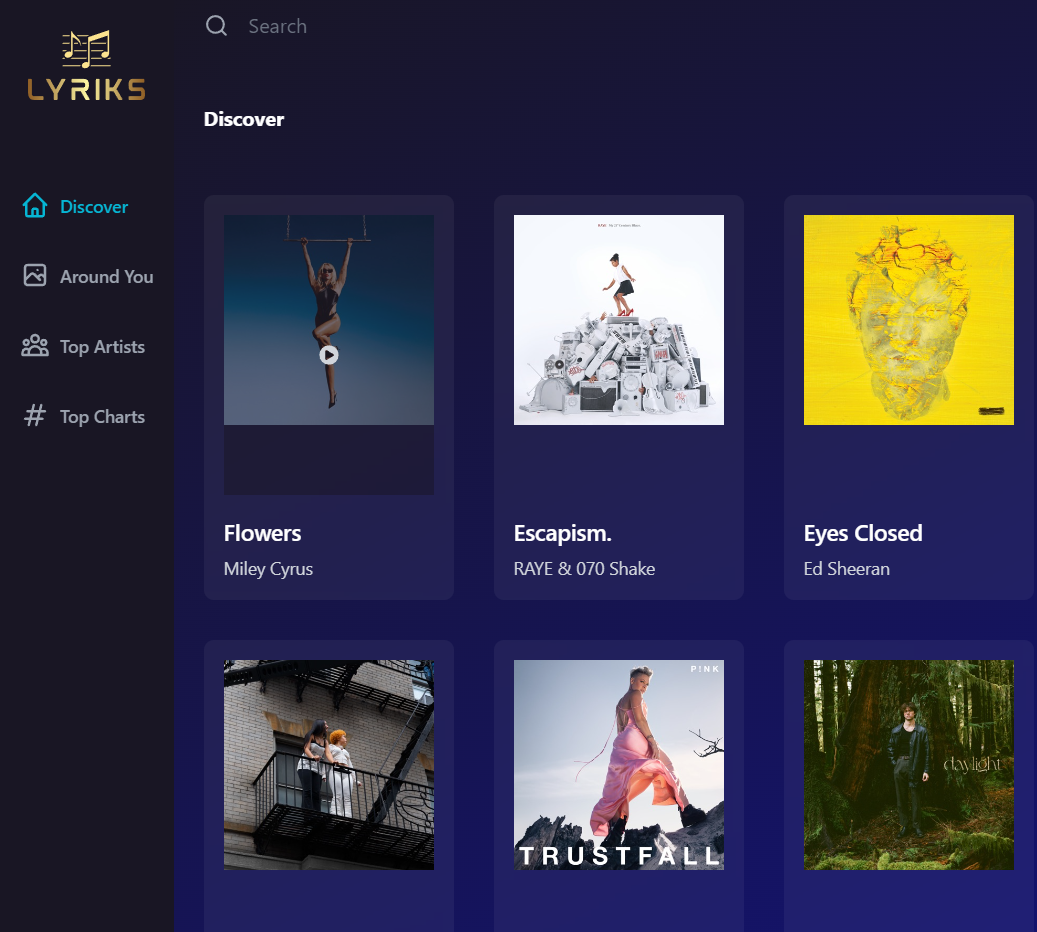 LYRIKS
Search
Discover
Discover
Around You
Top Artists
Top Charts
Flowers
Miley Cyrus
Escapism.
RAYE & 070 Shake
Eyes Closed
Ed Sheeran
P!NK
TRUSTFALL
daylight